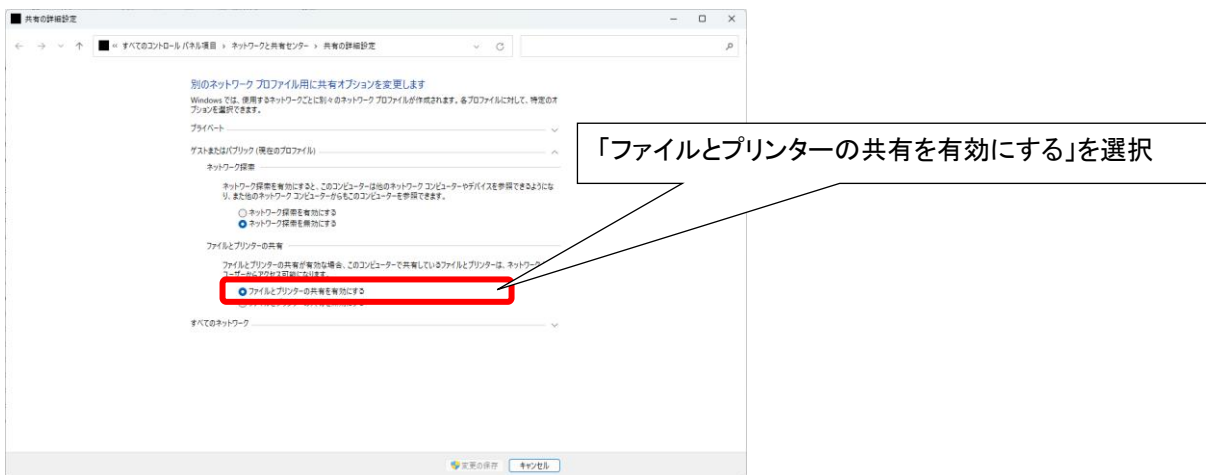 共有の詳細設定
« すべてのコントロール パネル項目 › ネットワークと共有センター › 共有の詳細設定
別のネットワーク プロファイル用に共有オプションを変更します
Windows では、使用するネットワークごとに別々のネットワーク プロファイルが作成されます。各プロファイルに対して、特定のオ
プションを選択できます。
プライベート
「ファイルとプリンターの共有を有効にする」を選択
ゲストまたはパブリック (現在のプロファイル)
ネットワーク探索
ネットワーク探索を有効にすると、このコンピューターは他のネットワーク コンピューターやデバイスを参照できるようにな
り、また他のネットワーク コンピューターからもこのコンピューターを参照できます。
ネットワーク探索を有効にする
ネットワーク探索を無効にする
ファイルとプリンターの共有
ファイルとプリンターの共有が有効な場合、このコンピューターで共有しているファイルとプリンターは、ネットワーク
ユーザーからアクセス可能になります。
ファイルとプリンターの共有を有効にする
すべてのネットワーク
変更の保存
キャンセル